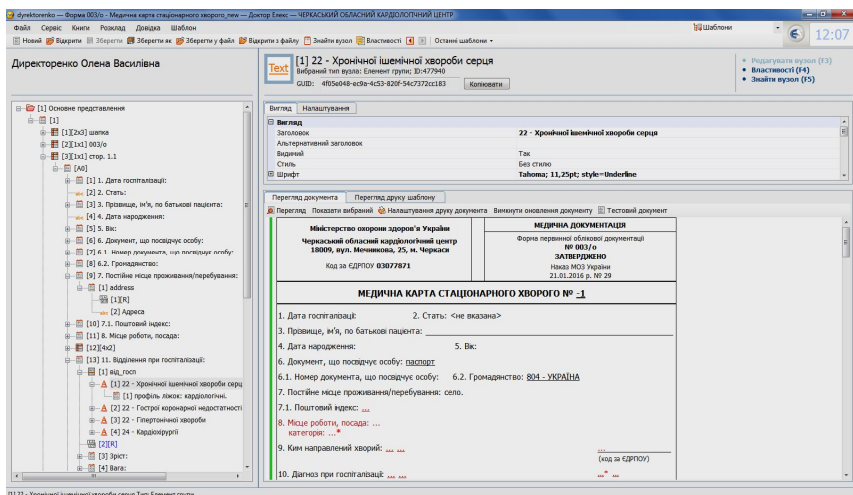 dyrektorenko — Форма 003/о - Медична карта стаціонарного хворого_new — Доктор Елекс — ЧЕРКАСЬКИЙ ОБЛАСНИЙ КАРДІОЛОГІЧНИЙ ЦЕНТР
Файл Сервіс Книги Розклад Довідка Шаблон
Шаблони
12:07
Новий Відкрити Зберегти Зберегти як Зберегти у файл Відкрити з файлу Знайти вузол Властивості Останні шаблони
Директоренко Олена Василівна
Text
[1] 22 - Хронічної ішемічної хвороби серця
Вибраний тип вузла: Елемент групи; ID:477940
GUID: 4f05e048-ec9a-4c53-820f-54c7372cc183 Копіювати
Редагувати вузол (F3)
Властивості (F4)
Знайти вузол (F5)
[1] Основне представлення
[1]
[1][2x3] шапка
[2][1x1] 003/о
[3][1x1] стор. 1.1
[A0]
[1] 1. Дата госпіталізації:
[2] 2. Стать:
[3] 3. Прізвище, ім'я, по батькові пацієнта:
[4] 4. Дата народження:
[5] 5. Вік:
[6] 6. Документ, що посвідчує особу:
[7] 6.1. Номер документа, що посвідчує особу:
[8] 6.2. Громадянство:
[9] 7. Постійне місце проживання/перебування:
[1] address
[1][R]
[2] Адреса
[10] 7.1. Поштовий індекс:
[11] 8. Місце роботи, посада:
[12][4x2]
[13] 11. Відділення при госпіталізації:
[1] від_госп
[1] 22 - Хронічної ішемічної хвороби серц
[1] профіль ліжок: кардіологічні.
[2] 22 - Гострої коронарної недостатності
[3] 22 - Гіпертонічної хвороби
[4] 24 - Кардіохірургії
[2][R]
[3] Зріст:
[4] Вага:
Вигляд Налаштування
Вигляд
Заголовок 22 - Хронічної ішемічної хвороби серця
Альтернативний заголовок
Видимий Так
Стиль Без стилю
Шрифт Tahoma; 11,25pt; style=Underline
Перегляд документа Перегляд друку шаблону
Перегляд Показати вибраний Налаштування друку документа Вимкнути оновлення документу Тестовий документ
Міністерство охорони здоров'я України
Черкаський обласний кардіологічний центр
18009, вул. Мечникова, 25, м. Черкаси
Код за ЄДРПОУ 03077871
МЕДИЧНА ДОКУМЕНТАЦІЯ
Форма первинної облікової документації
№ 003/о
ЗАТВЕРДЖЕНО
Наказ МОЗ України
21.01.2016 р. № 29
МЕДИЧНА КАРТА СТАЦІОНАРНОГО ХВОРОГО № -1
1. Дата госпіталізації: 2. Стать: <не вказана>
3. Прізвище, ім'я, по батькові пацієнта:
4. Дата народження: 5. Вік:
6. Документ, що посвідчує особу: паспорт
6.1. Номер документа, що посвідчує особу: 6.2. Громадянство: 804 - УКРАЇНА
7. Постійне місце проживання/перебування: село.
7.1. Поштовий індекс: ...
8. Місце роботи, посада: ...
категорія: ...*
9. Ким направлений хворий: ... ... ...
(код за ЄДРПОУ)
10. Діагноз при госпіталізації: ... ... ...* ...
[1] 22 - Хронічної ішемічної хвороби серця Тип: Елемент групи